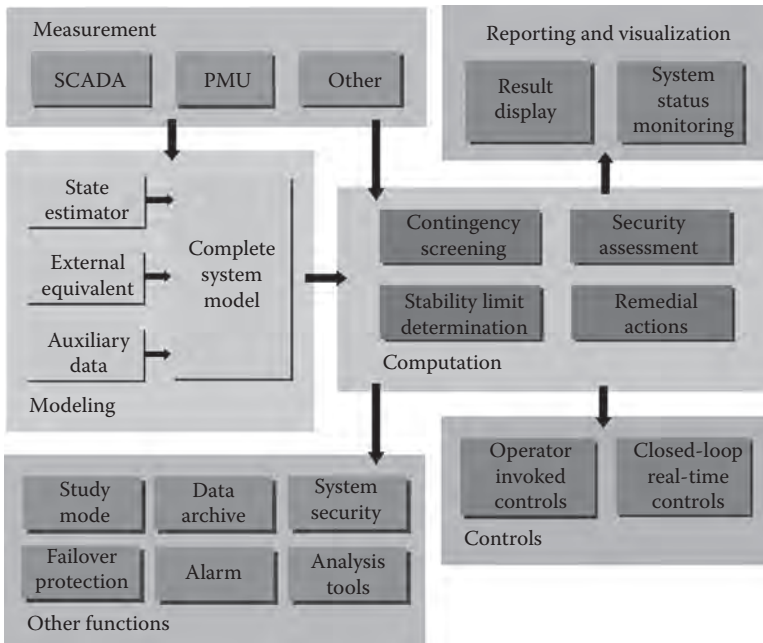 Measurement
SCADA
PMU
Other
Reporting and visualization
Result
display
System
status
monitoring
State
estimator
External
equivalent
Auxiliary
data
Complete
system
model
Modeling
Contingency
screening
Security
assessment
Stability limit
determination
Remedial
actions
Computation
Study
mode
Data
archive
System
security
Failover
protection
Alarm
Analysis
tools
Other functions
Operator
invoked
controls
Closed-loop
real-time
controls
Controls